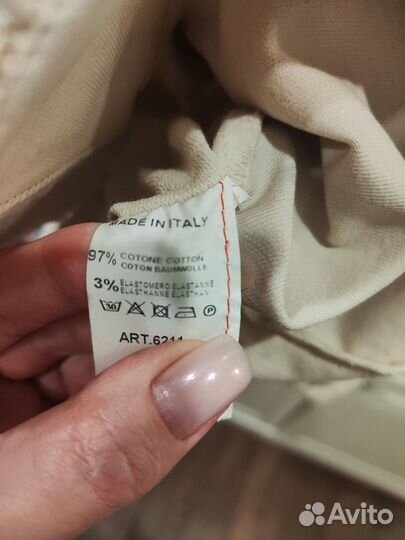 MADE IN ITALY
97% COTONE COTTON
COTON BAUMWOLLE
3% ELASTOMERO ELASTANNE
ELASTHANNE ELASTHAN
P
ART.6211
Avito